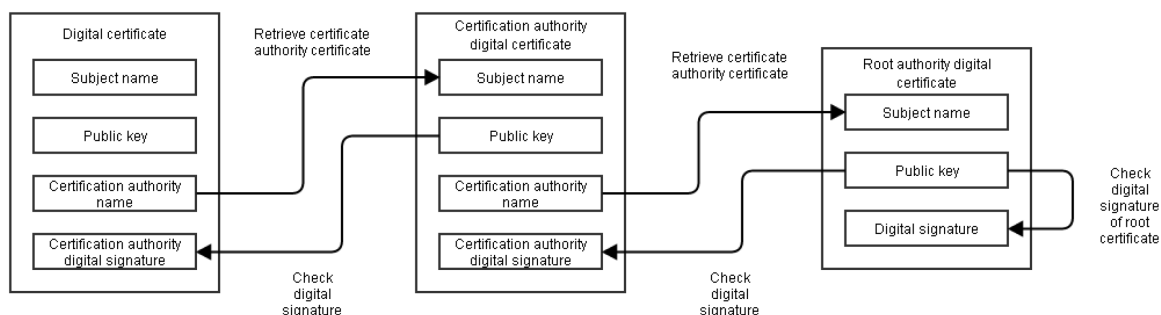 Digital certificate
Subject name
Public key
Certification authority
name
Certification authority
digital signature
Retrieve certificate
authority certificate
Check
digital
signature
Certification authority
digital certificate
Subject name
Public key
Certification authority
name
Certification authority
digital signature
Retrieve certificate
authority certificate
Check
digital
signature
Root authority digital
certificate
Subject name
Public key
Digital signature
Check
digital
signature
of root
certificate